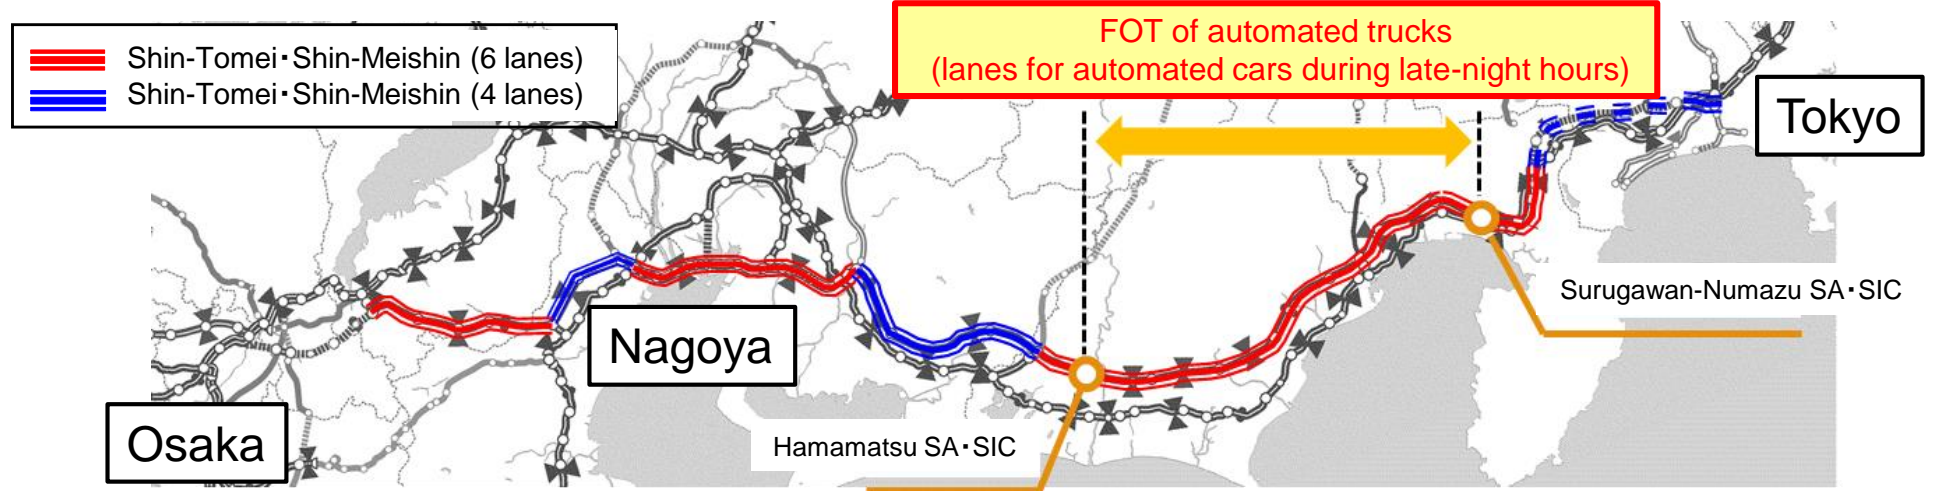 Shin-Tomei・Shin-Meishin (6 lanes)
Shin-Tomei・Shin-Meishin (4 lanes)
FOT of automated trucks
(lanes for automated cars during late-night hours)
Tokyo
Surugawan-Numazu SA・SIC
Nagoya
Osaka
Hamamatsu SA・SIC